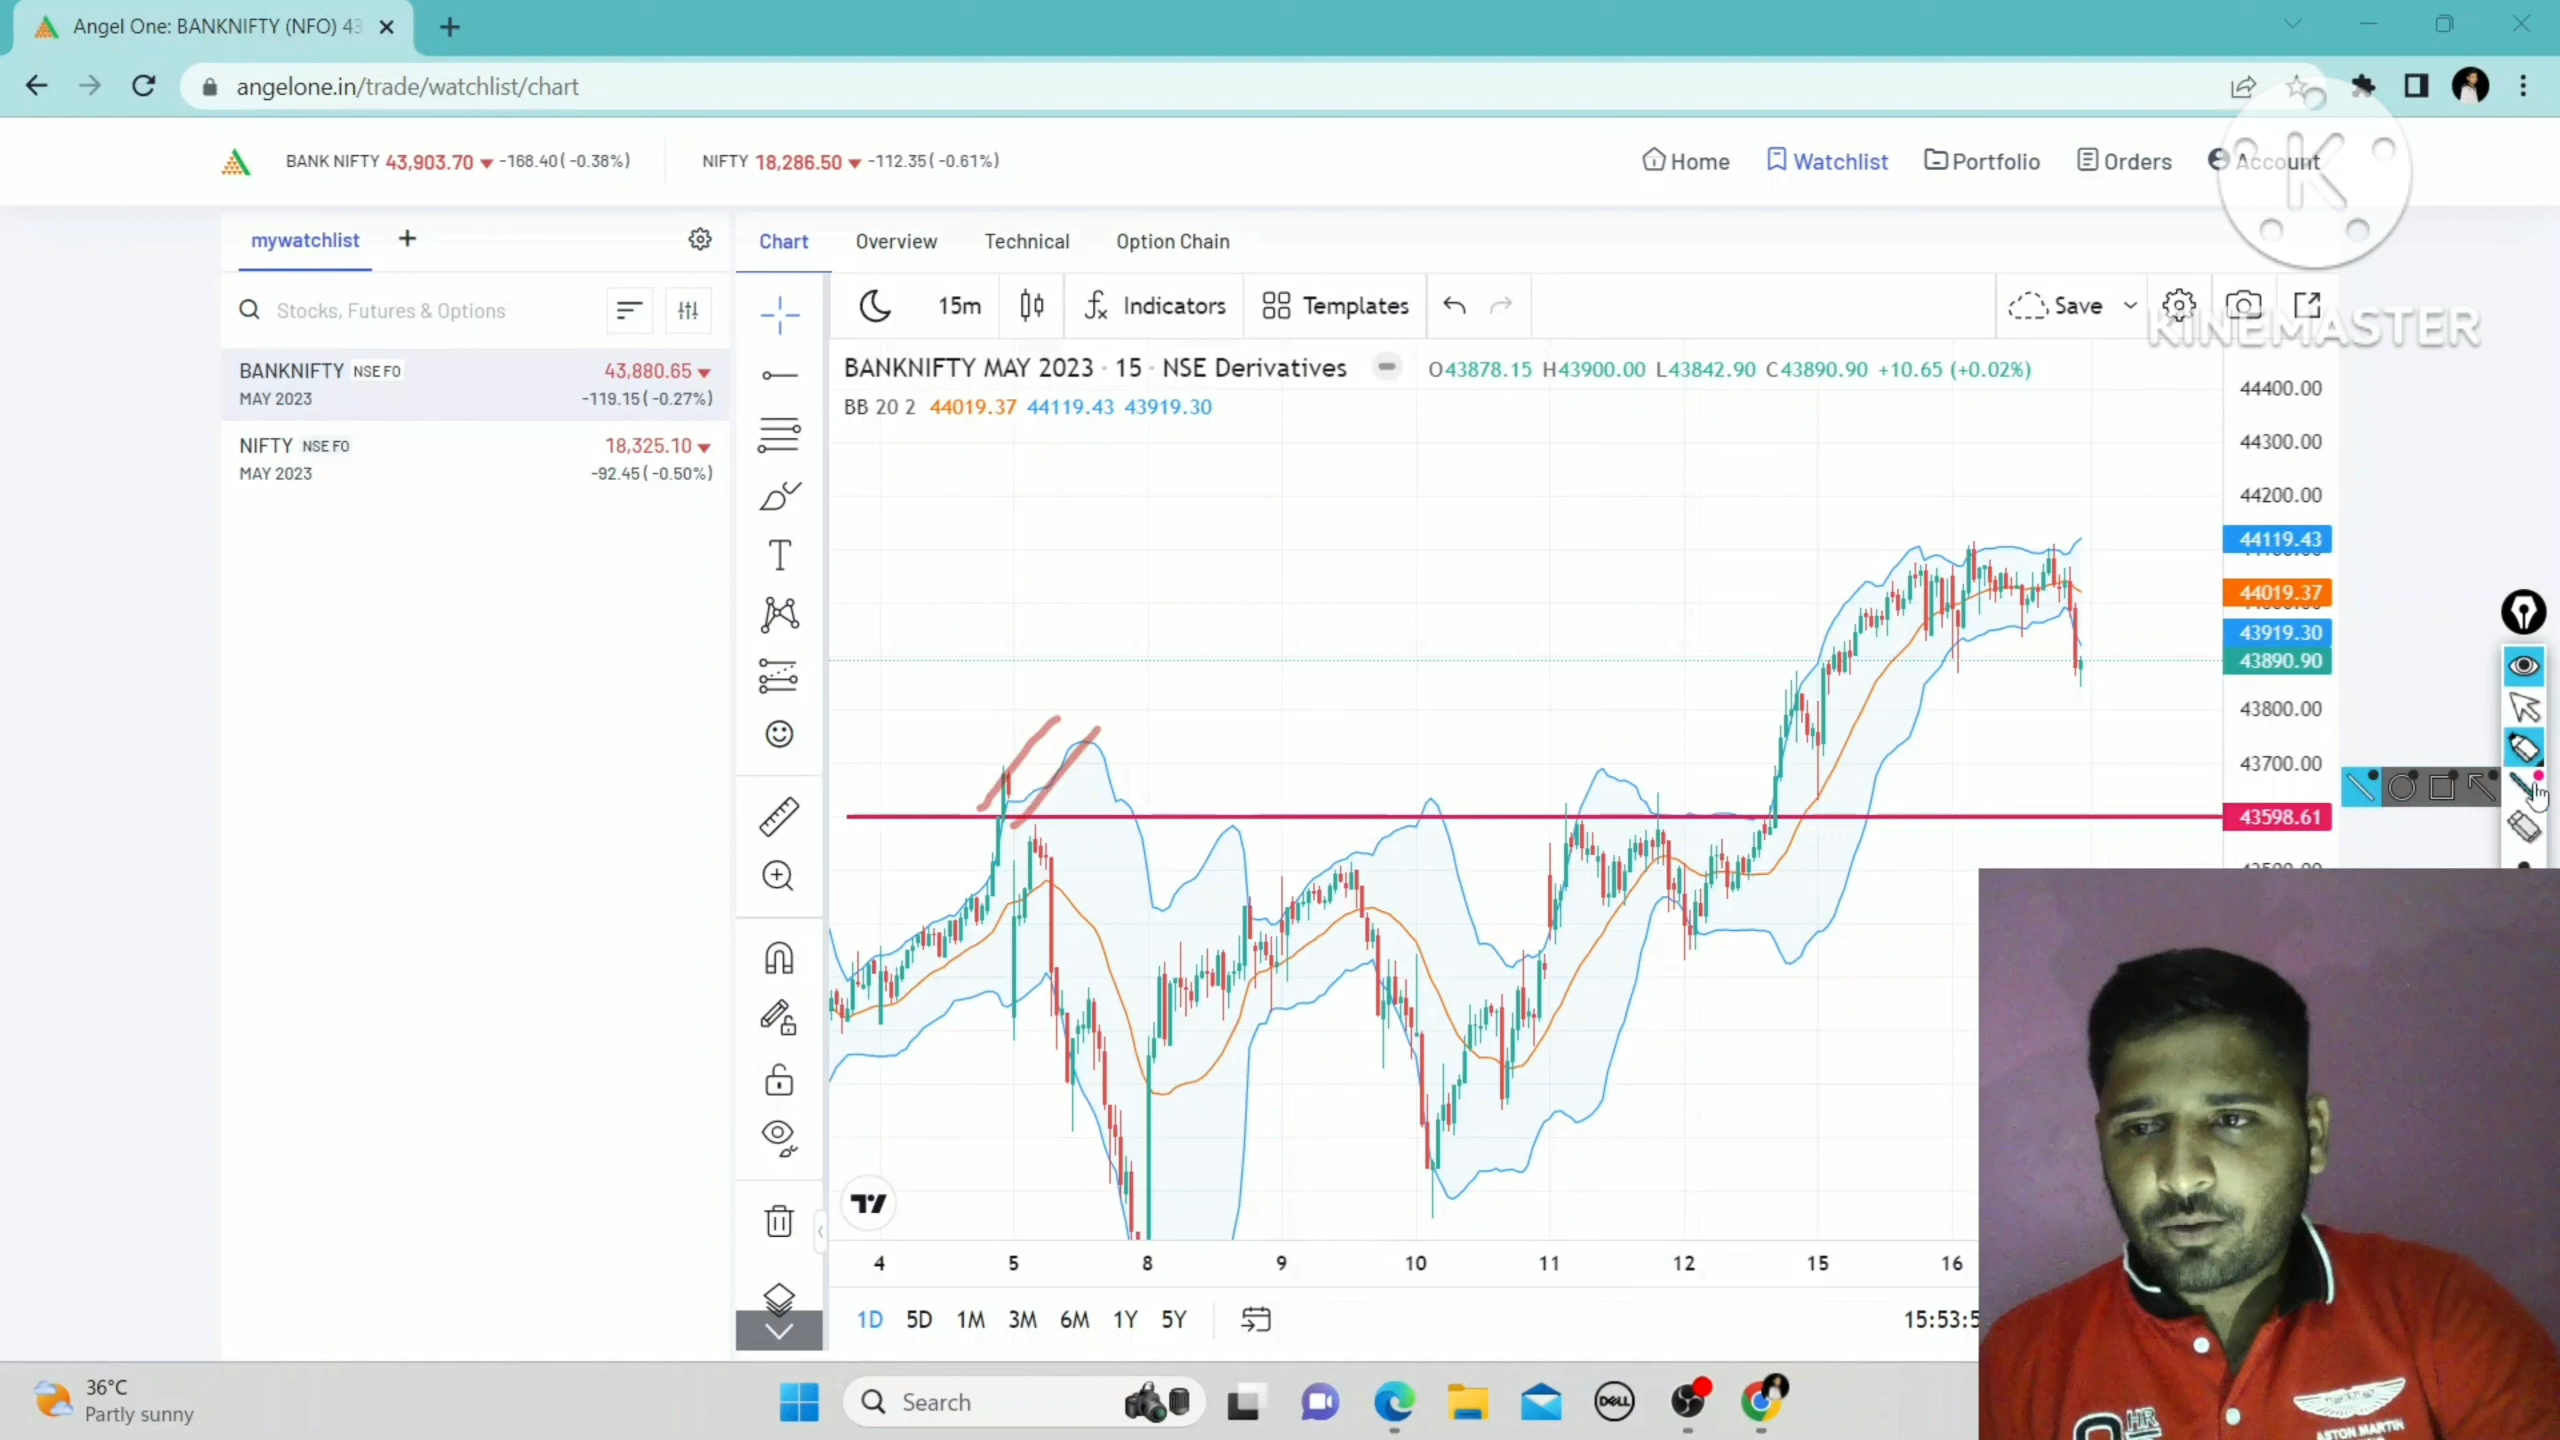 Angel One: BANKNIFTY (NFO) 43
angelone.in/trade/watchlist/chart
BANK NIFTY 43,903.70 ▼ -168.40( -0.38%) NIFTY 18,286.50 ▼ -112.35( -0.61%) Home Watchlist Portfolio Orders Account
K
KINEMASTER
mywatchlist +
Stocks, Futures & Options
BANKNIFTY NSE FO 43,880.65 ▼
MAY 2023 -119.15 ( -0.27%)
NIFTY NSE FO 18,325.10 ▼
MAY 2023 -92.45 ( -0.50%)
Chart Overview Technical Option Chain
15m Indicators Templates Save
BANKNIFTY MAY 2023 · 15 · NSE Derivatives O43878.15 H43900.00 L43842.90 C43890.90 +10.65 (+0.02%)
BB 20 2 44019.37 44119.43 43919.30
44400.00
44300.00
44200.00
44119.43
44019.37
43919.30
43890.90
43800.00
43700.00
43598.61
4 5 8 9 10 11 12 15 16
1D 5D 1M 3M 6M 1Y 5Y
15:53:5
36°C
Partly sunny
Search
DELL
HR
ASTON MARTIN